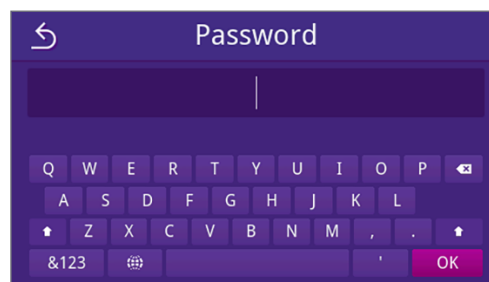 Password
Q W E R T Y U I O P
A S D F G H J K L
Z X C V B N M , .
&123 ' OK